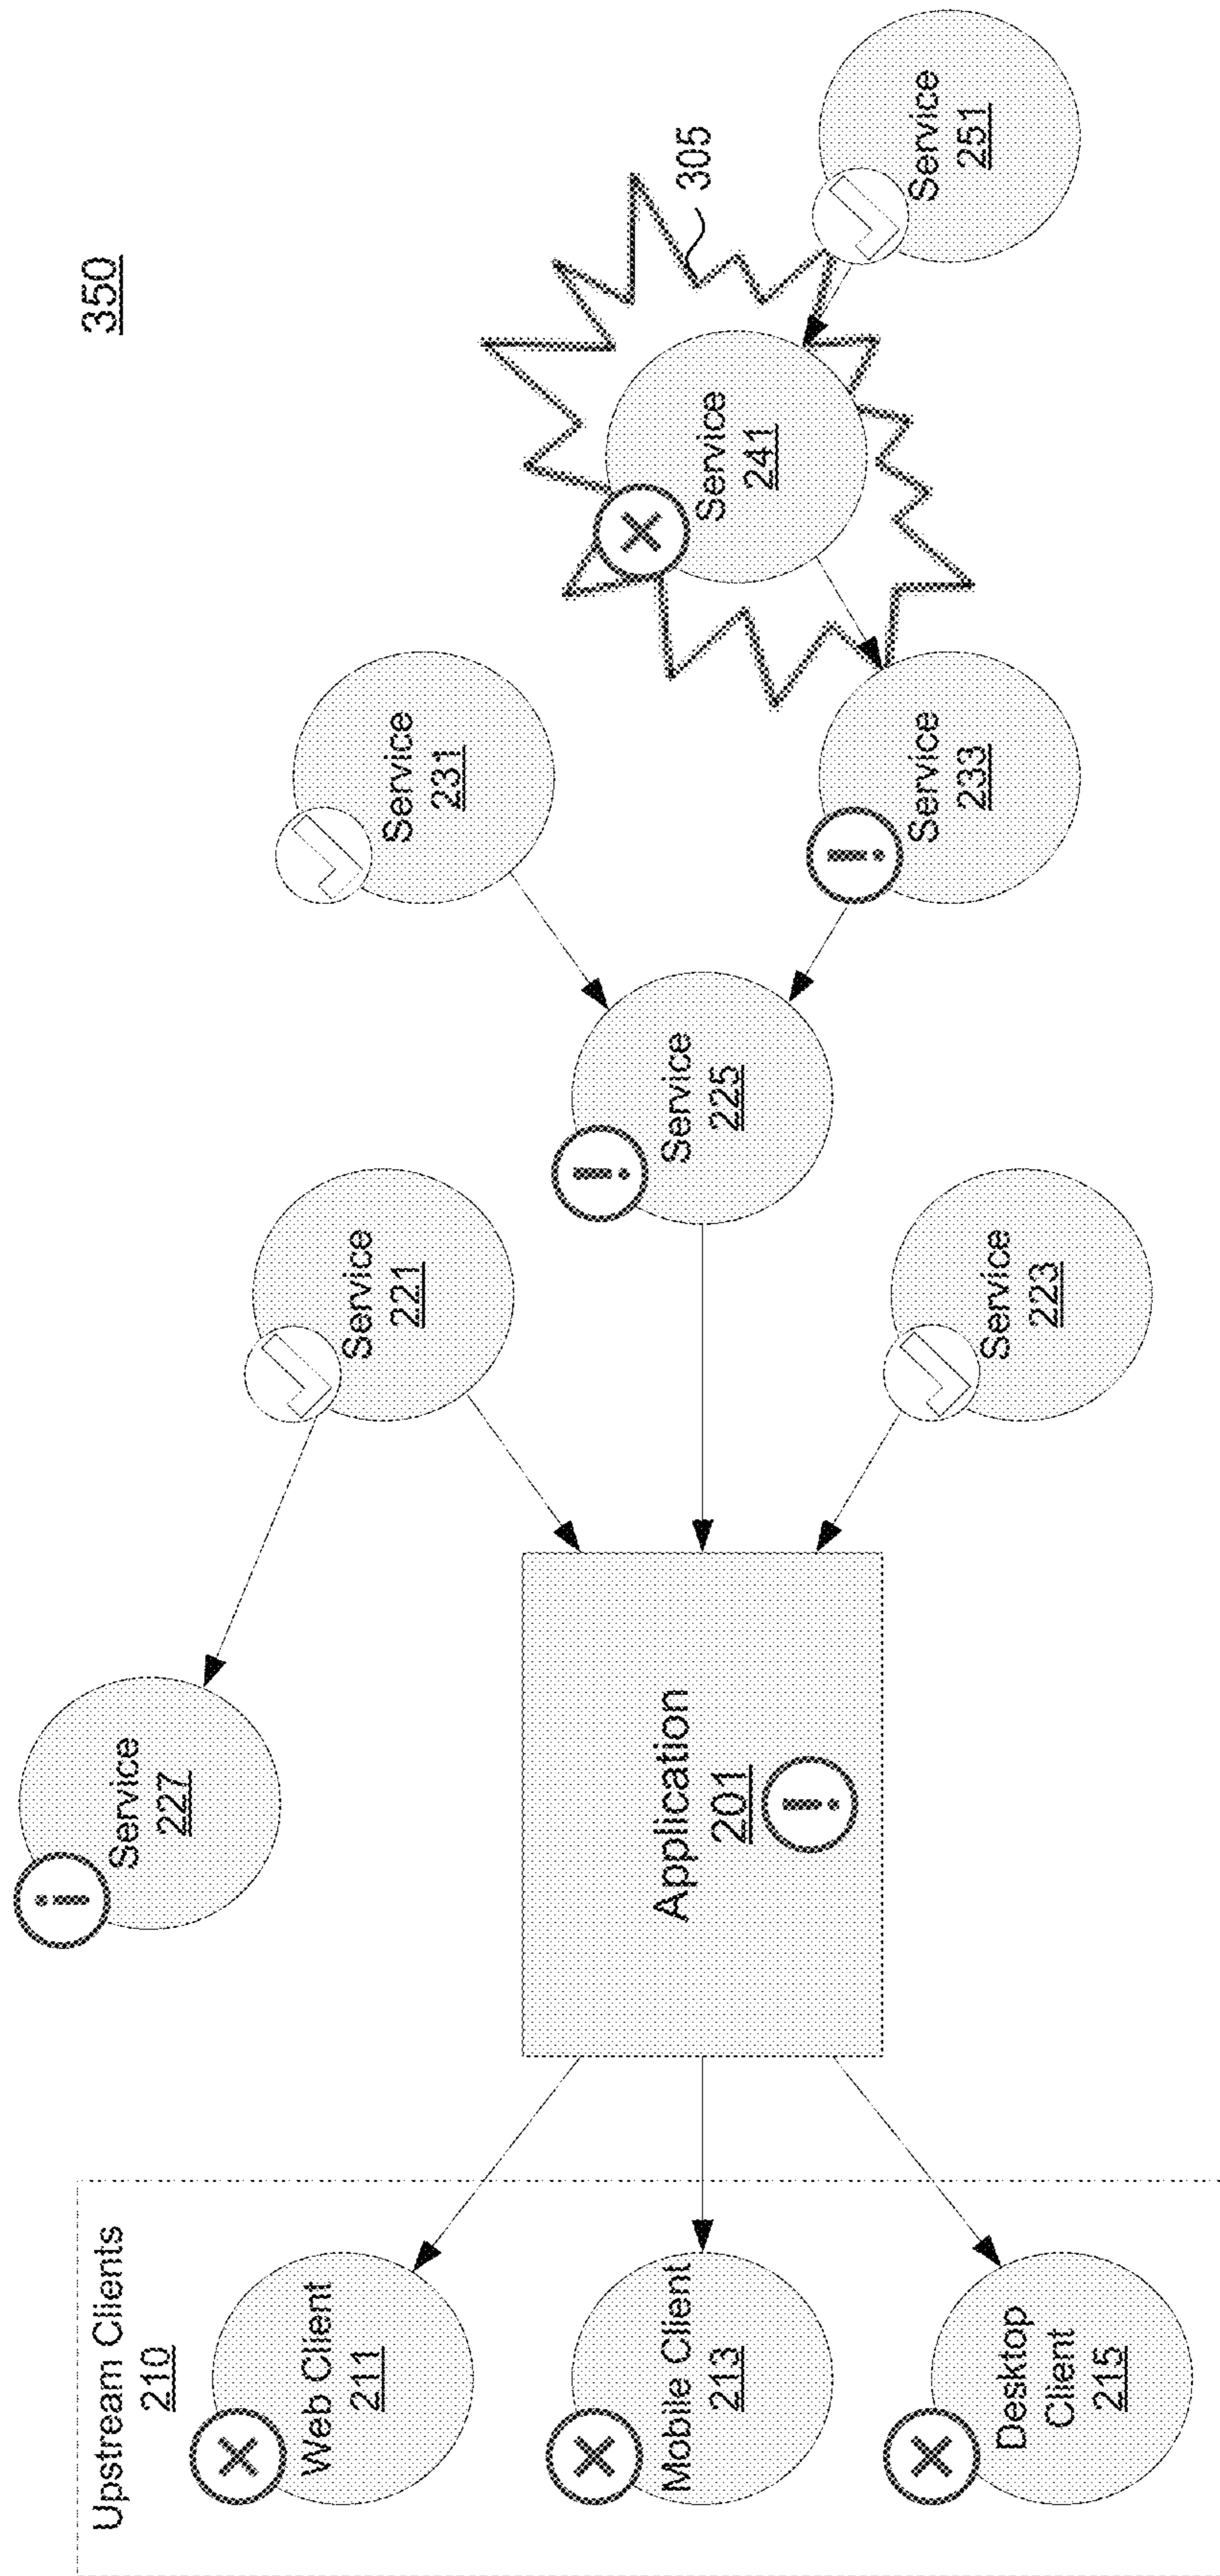 350
Upstream Clients
210
Web Client
211
Mobile Client
213
Desktop
Client
215
Application
201
Service
227
Service
221
Service
223
Service
225
Service
231
Service
233
Service
241
305
Service
251